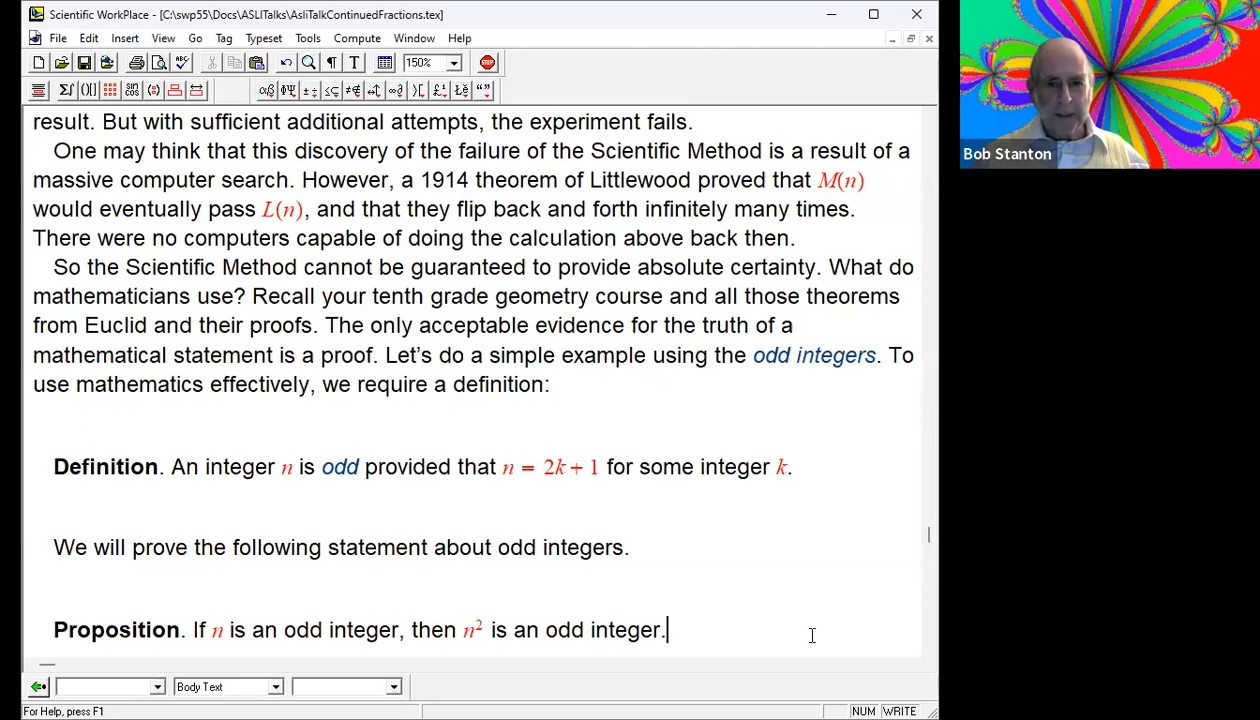 Scientific WorkPlace - [C:\swp55\Docs\ASLITalks\AsliTalkContinuedFractions.tex]
File Edit Insert View Go Tag Typeset Tools Compute Window Help
150%
result. But with sufficient additional attempts, the experiment fails.
One may think that this discovery of the failure of the Scientific Method is a result of a
massive computer search. However, a 1914 theorem of Littlewood proved that M(n)
would eventually pass L(n), and that they flip back and forth infinitely many times.
There were no computers capable of doing the calculation above back then.
So the Scientific Method cannot be guaranteed to provide absolute certainty. What do
mathematicians use? Recall your tenth grade geometry course and all those theorems
from Euclid and their proofs. The only acceptable evidence for the truth of a
mathematical statement is a proof. Let's do a simple example using the odd integers. To
use mathematics effectively, we require a definition:
Definition. An integer n is odd provided that n = 2k + 1 for some integer k.
We will prove the following statement about odd integers.
Proposition. If n is an odd integer, then n² is an odd integer.
Body Text
For Help, press F1
NUM WRITE
Bob Stanton